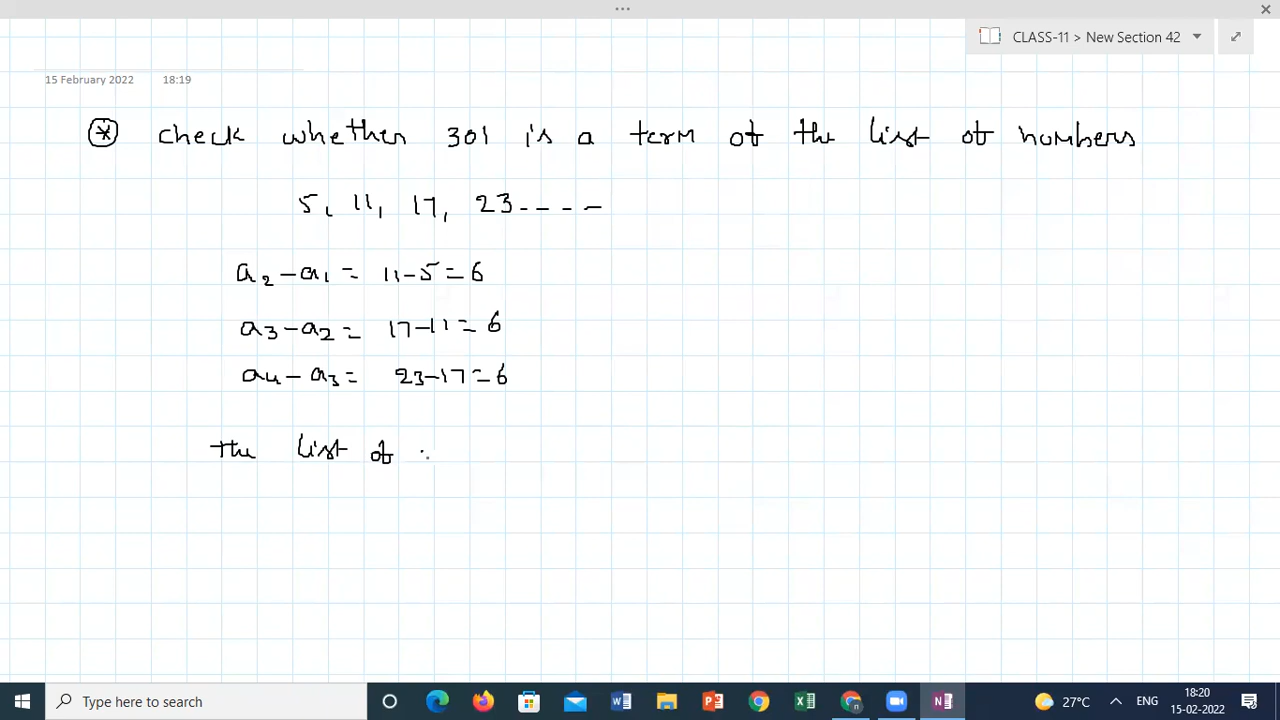 CLASS-11 > New Section 42
15 February 2022 18:19
* check whether 301 is a term of the list of numbers
5, 11, 17, 23----
a2-a1= 11-5=6
a3-a2= 17-11=6
a4-a3= 23-17=6
The list of
Type here to search
27°C ENG 18:20
15-02-2022